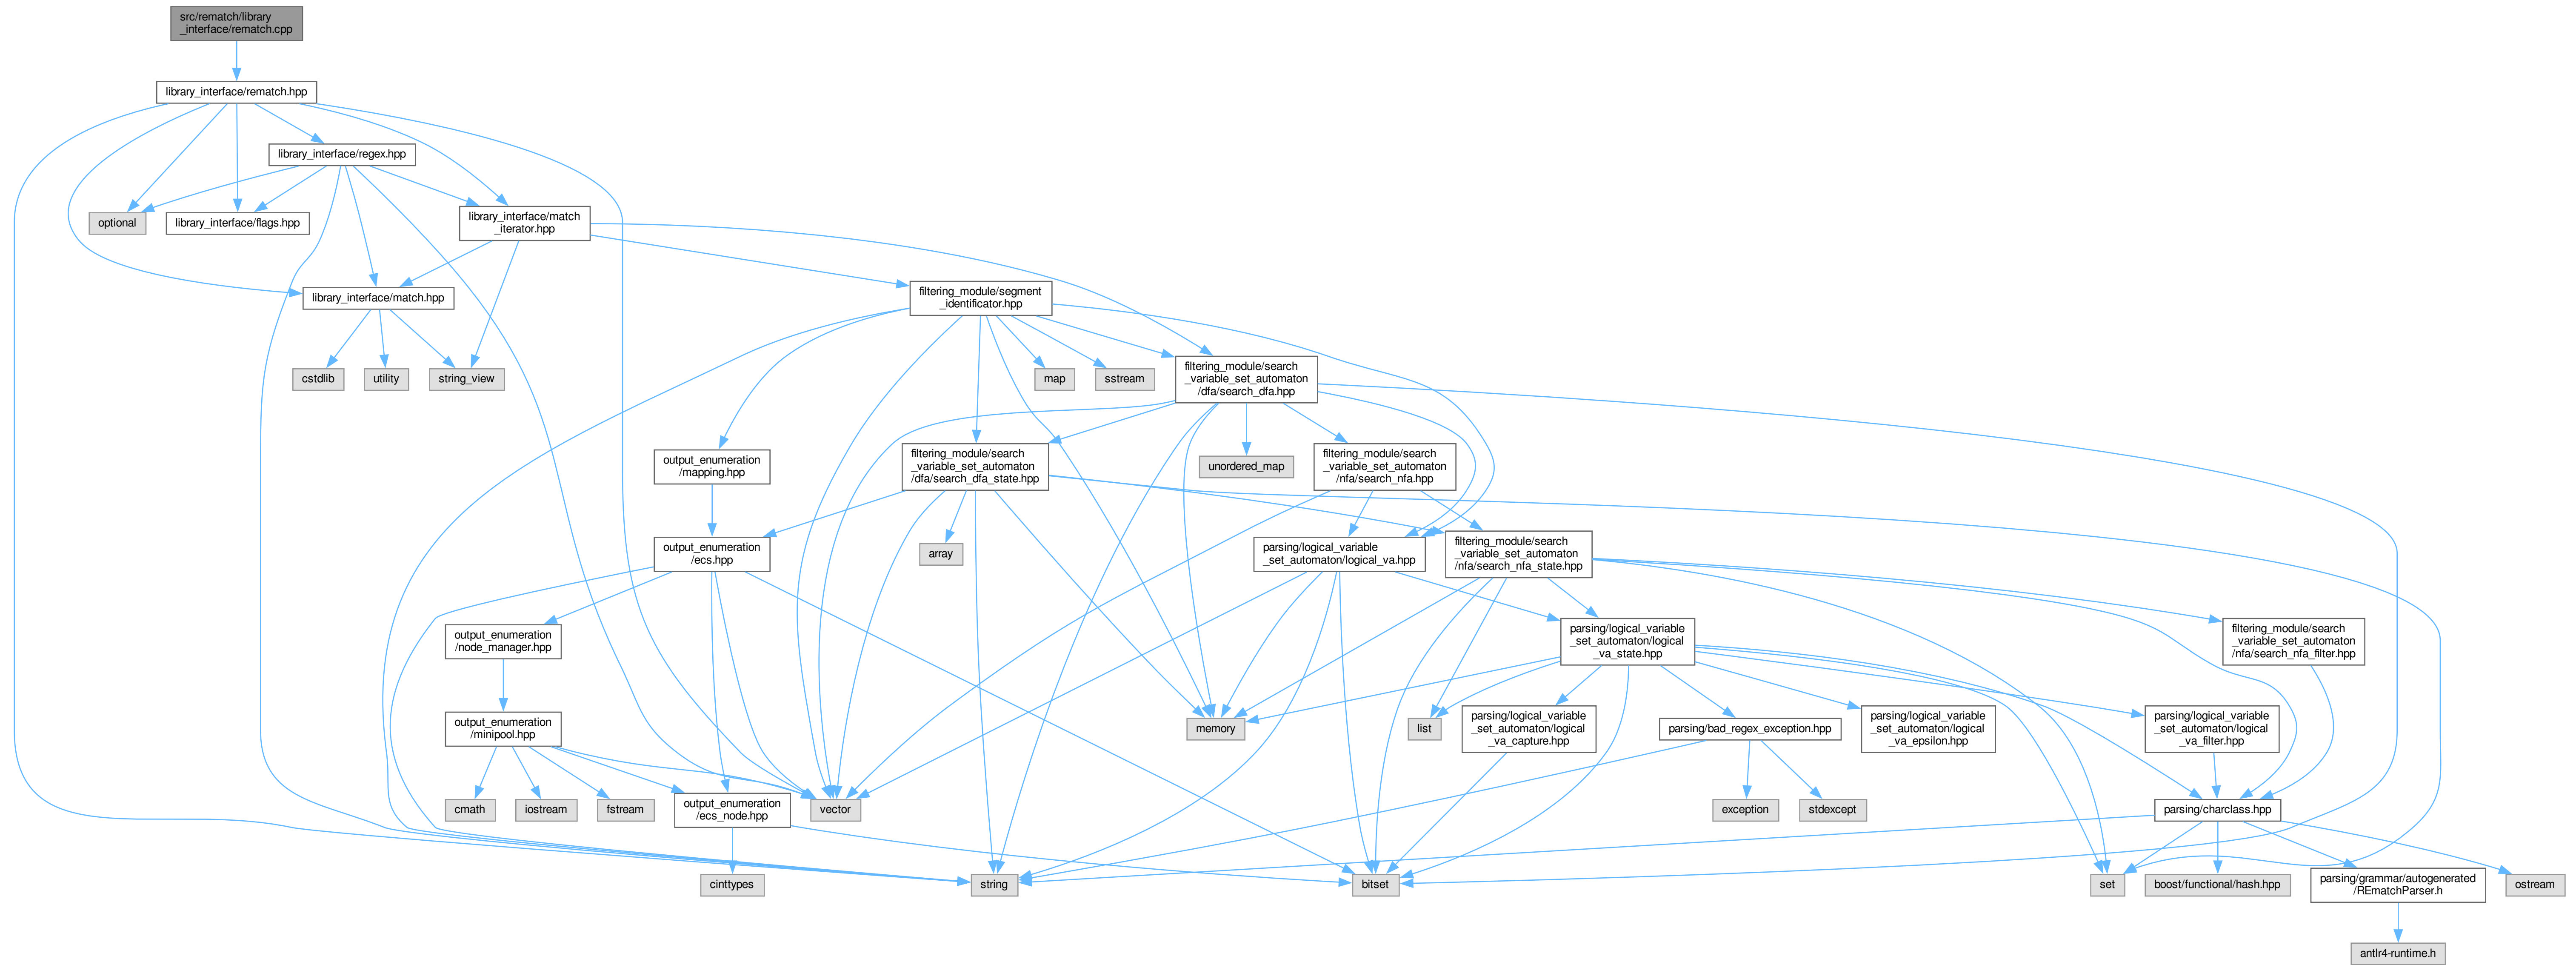 src/rematch/library
_interface/rematch.cpp
library_interface/rematch.hpp
library_interface/regex.hpp
optional
library_interface/flags.hpp
library_interface/match
_iterator.hpp
library_interface/match.hpp
filtering_module/segment
_identificator.hpp
cstdlib
utility
string_view
map
sstream
filtering_module/search
_variable_set_automaton
/dfa/search_dfa.hpp
output_enumeration
/mapping.hpp
filtering_module/search
_variable_set_automaton
/dfa/search_dfa_state.hpp
unordered_map
filtering_module/search
_variable_set_automaton
/nfa/search_nfa.hpp
output_enumeration
/ecs.hpp
array
parsing/logical_variable
_set_automaton/logical_va.hpp
filtering_module/search
_variable_set_automaton
/nfa/search_nfa_state.hpp
output_enumeration
/node_manager.hpp
parsing/logical_variable
_set_automaton/logical
_va_state.hpp
filtering_module/search
_variable_set_automaton
/nfa/search_nfa_filter.hpp
output_enumeration
/minipool.hpp
memory
list
parsing/logical_variable
_set_automaton/logical
_va_capture.hpp
parsing/bad_regex_exception.hpp
parsing/logical_variable
_set_automaton/logical
_va_epsilon.hpp
parsing/logical_variable
_set_automaton/logical
_va_filter.hpp
cmath
iostream
fstream
output_enumeration
/ecs_node.hpp
vector
exception
stdexcept
parsing/charclass.hpp
cinttypes
string
bitset
set
boost/functional/hash.hpp
parsing/grammar/autogenerated
/REmatchParser.h
ostream
antlr4-runtime.h